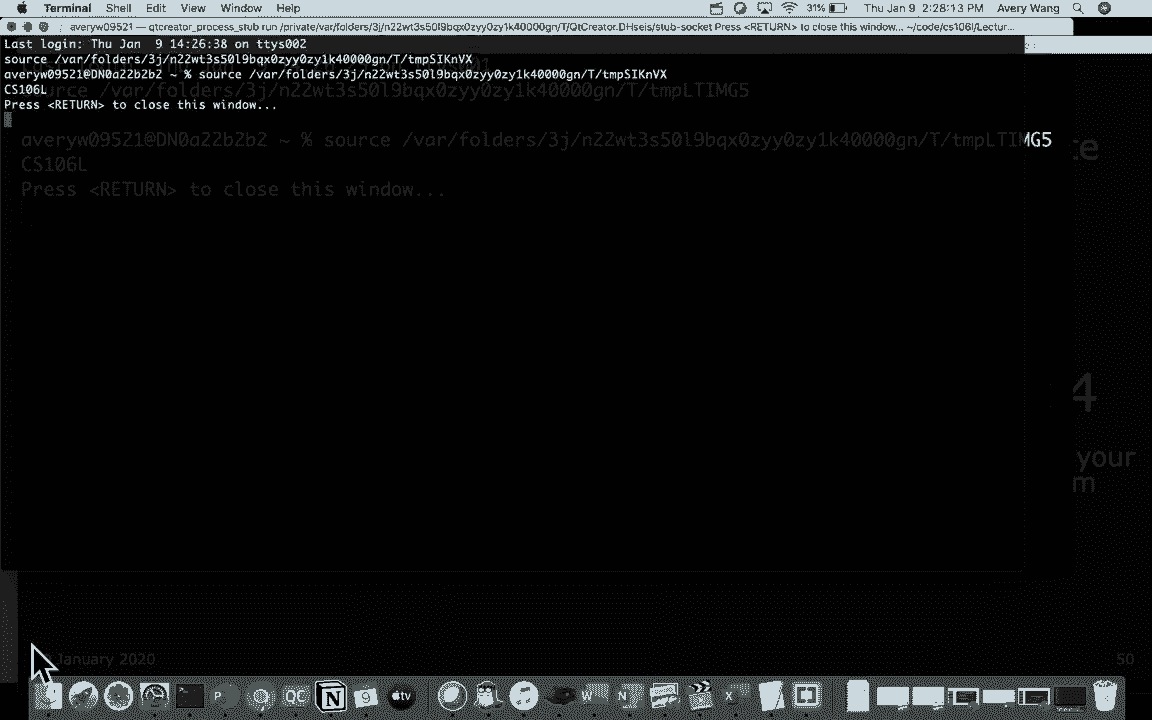 Terminal Shell Edit View Window Help 31% Thu Jan 9 2:28:13 PM Avery Wang
averyw09521 — qtcreator_process_stub run /private/var/folders/3j/n22wt3s50l9bqx0zyy0zy1k40000gn/T/QtCreator.DHseis/stub-socket Press <RETURN> to close this window... ~/code/cs106l/Lectur...
Last login: Thu Jan  9 14:26:38 on ttys002
source /var/folders/3j/n22wt3s50l9bqx0zyy0zy1k40000gn/T/tmpSIKnVX
averyw09521@DN0a22b2b2 ~ % source /var/folders/3j/n22wt3s50l9bqx0zyy0zy1k40000gn/T/tmpSIKnVX
CS106L
Press <RETURN> to close this window...
source /var/folders/3j/n22wt3s50l9bqx0zyy0zy1k40000gn/T/tmpLTIMG5
averyw09521@DN0a22b2b2 ~ % source /var/folders/3j/n22wt3s50l9bqx0zyy0zy1k40000gn/T/tmpLTIMG5
CS106L
Press <RETURN> to close this window...
4
your
January 2020
50
QC
N
9
tv
W
N
X